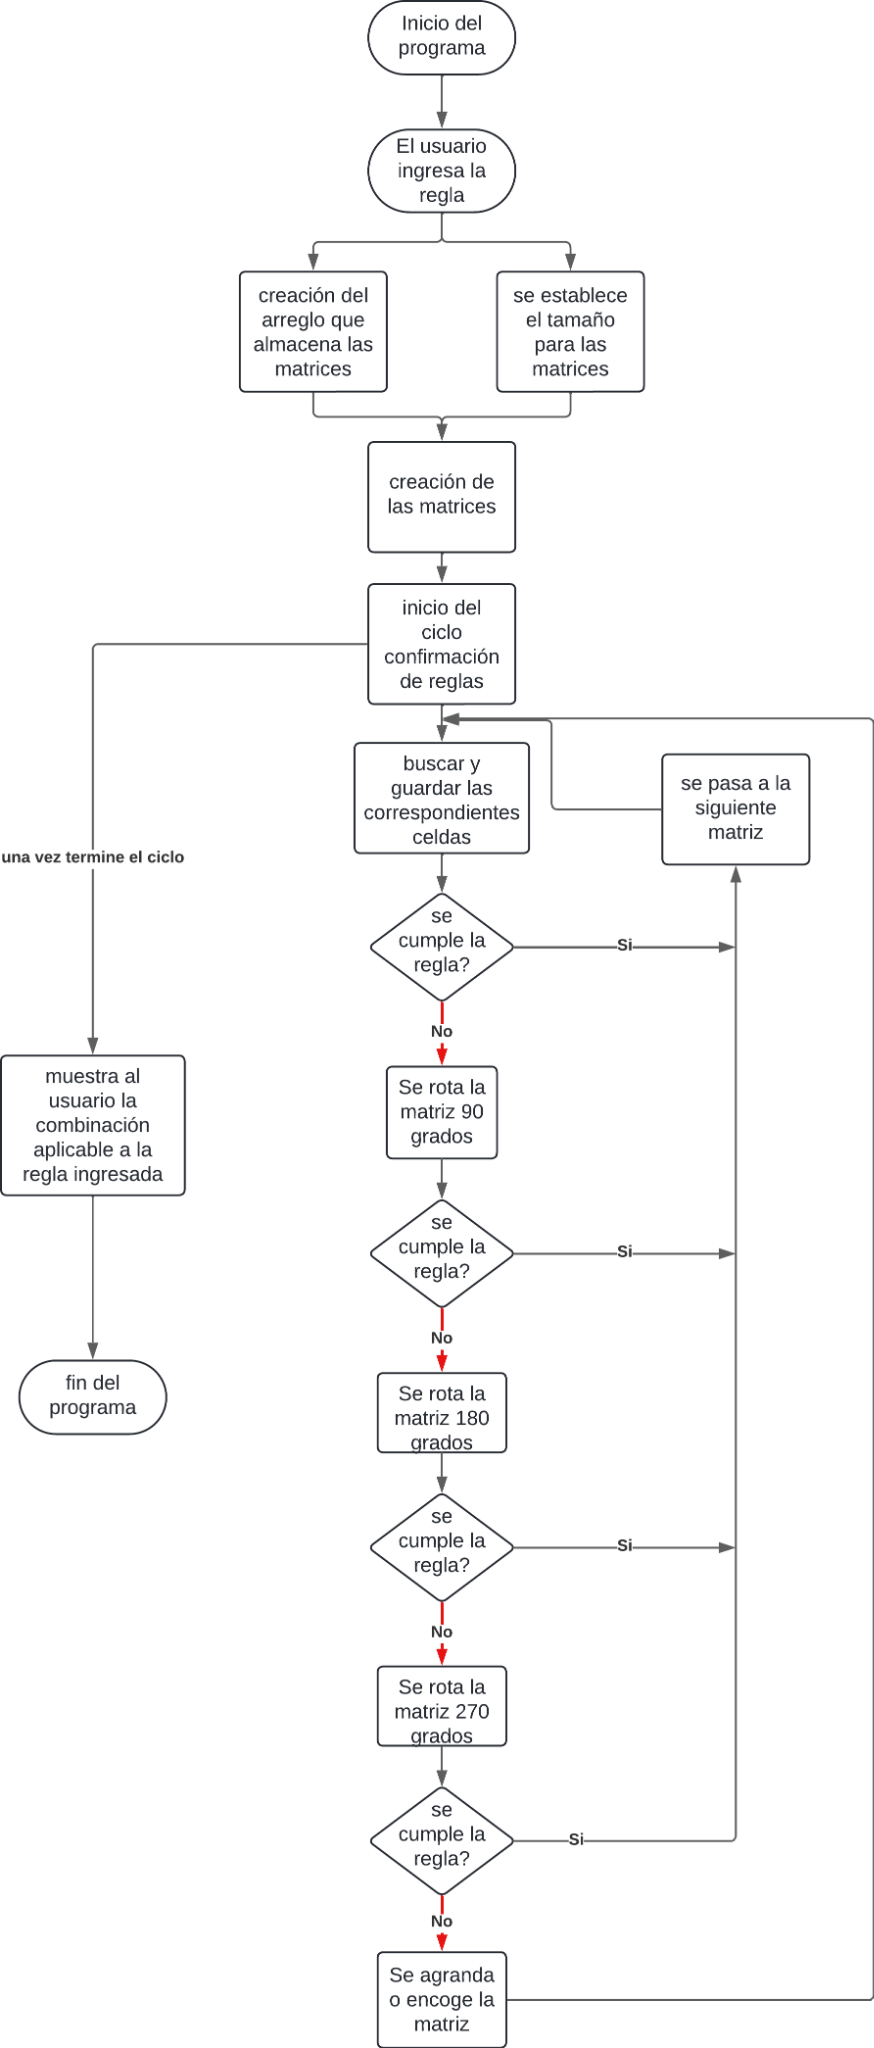 Inicio del
programa
El usuario
ingresa la
regla
creación del
arreglo que
almacena las
matrices
se establece
el tamaño
para las
matrices
creación de
las matrices
inicio del
ciclo
confirmación
de reglas
buscar y
guardar las
correspondientes
celdas
se pasa a la
siguiente
matriz
una vez termine el ciclo
se
cumple la
regla?
Si
No
Se rota la
matriz 90
grados
muestra al
usuario la
combinación
aplicable a la
regla ingresada
se
cumple la
regla?
Si
No
fin del
programa
Se rota la
matriz 180
grados
se
cumple la
regla?
Si
No
Se rota la
matriz 270
grados
se
cumple la
regla?
Si
No
Se agranda
o encoge la
matriz